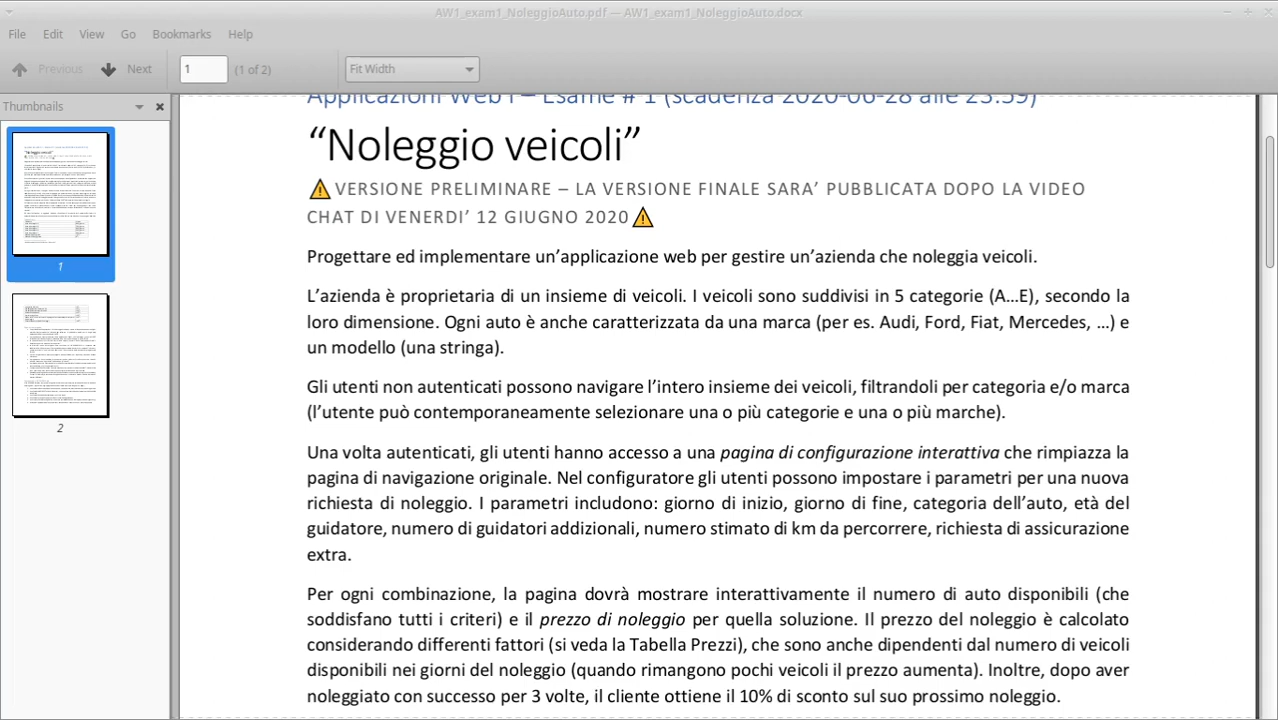 AW1_exam1_NoleggioAuto.pdf — AW1_exam1_NoleggioAuto.docx
File Edit View Go Bookmarks Help
Previous Next 1 (1 of 2) Fit Width
Thumbnails
1
2
Applicazioni Web I – Esame # 1 (scadenza 2020-06-28 alle 23:59)
“Noleggio veicoli”
VERSIONE PRELIMINARE – LA VERSIONE FINALE SARA’ PUBBLICATA DOPO LA VIDEO
CHAT DI VENERDI’ 12 GIUGNO 2020
Progettare ed implementare un’applicazione web per gestire un’azienda che noleggia veicoli.
L’azienda è proprietaria di un insieme di veicoli. I veicoli sono suddivisi in 5 categorie (A…E), secondo la
loro dimensione. Ogni auto è anche caratterizzata da una marca (per es. Audi, Ford, Fiat, Mercedes, …) e
un modello (una stringa).
Gli utenti non autenticati possono navigare l’intero insieme dei veicoli, filtrandoli per categoria e/o marca
(l’utente può contemporaneamente selezionare una o più categorie e una o più marche).
Una volta autenticati, gli utenti hanno accesso a una pagina di configurazione interattiva che rimpiazza la
pagina di navigazione originale. Nel configuratore gli utenti possono impostare i parametri per una nuova
richiesta di noleggio. I parametri includono: giorno di inizio, giorno di fine, categoria dell’auto, età del
guidatore, numero di guidatori addizionali, numero stimato di km da percorrere, richiesta di assicurazione
extra.
Per ogni combinazione, la pagina dovrà mostrare interattivamente il numero di auto disponibili (che
soddisfano tutti i criteri) e il prezzo di noleggio per quella soluzione. Il prezzo del noleggio è calcolato
considerando differenti fattori (si veda la Tabella Prezzi), che sono anche dipendenti dal numero di veicoli
disponibili nei giorni del noleggio (quando rimangono pochi veicoli il prezzo aumenta). Inoltre, dopo aver
noleggiato con successo per 3 volte, il cliente ottiene il 10% di sconto sul suo prossimo noleggio.